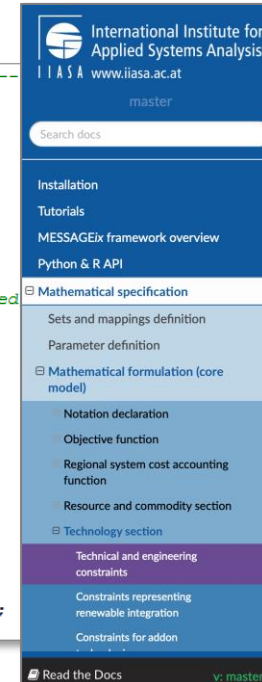 International Institute for
Applied Systems Analysis
IIASA www.iiasa.ac.at
master
Search docs
Installation
Tutorials
MESSAGEix framework overview
Python & R API
ed
Mathematical specification
Sets and mappings definition
Parameter definition
Mathematical formulation (core
model)
Notation declaration
Objective function
Regional system cost accounting
function
Resource and commodity section
Technology section
Technical and engineering
constraints
Constraints representing
renewable integration
Constraints for addon
Read the Docs
v: master